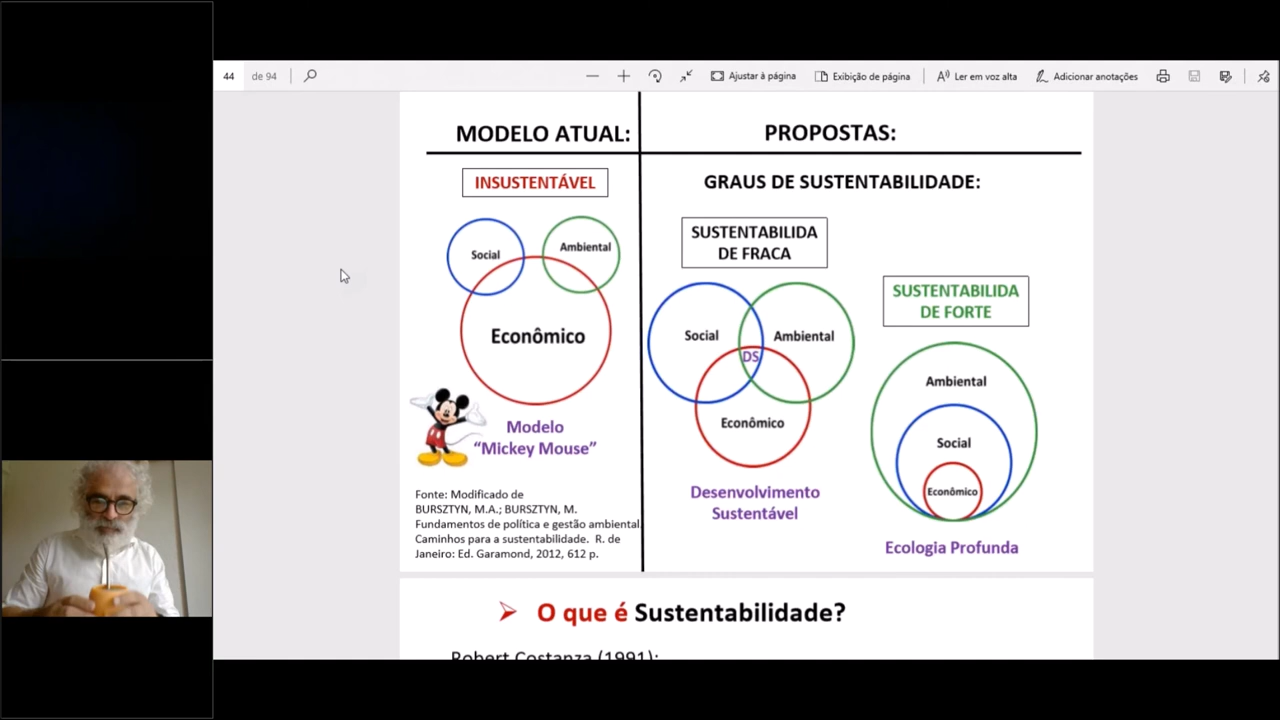 44 de 94
Ajustar à página
Exibição de página
Ler em voz alta
Adicionar anotações
MODELO ATUAL:
PROPOSTAS:
INSUSTENTÁVEL
GRAUS DE SUSTENTABILIDADE:
Social
Ambiental
Econômico
Modelo
“Mickey Mouse”
Fonte: Modificado de
BURSZTYN, M.A.; BURSZTYN, M.
Fundamentos de política e gestão ambiental.
Caminhos para a sustentabilidade. R. de
Janeiro: Ed. Garamond, 2012, 612 p.
SUSTENTABILIDA
DE FRACA
Social
Ambiental
DS
Econômico
Desenvolvimento
Sustentável
SUSTENTABILIDA
DE FORTE
Ambiental
Social
Econômico
Ecologia Profunda
O que é Sustentabilidade?
Robert Costanza (1991):